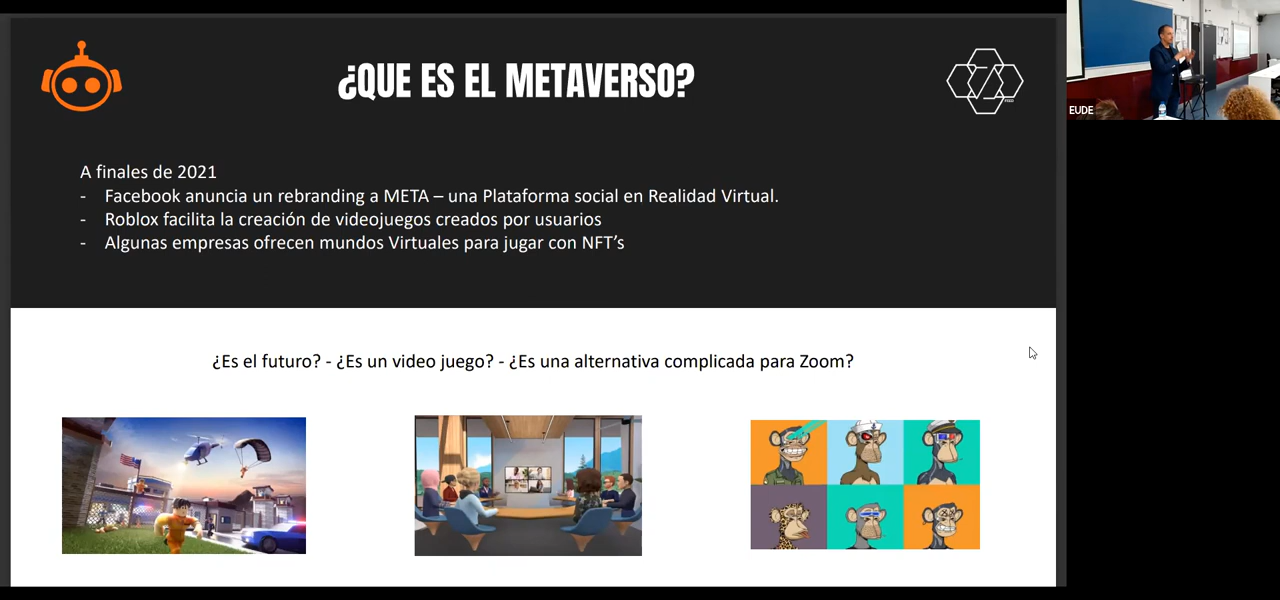 ¿QUE ES EL METAVERSO?
A finales de 2021
- Facebook anuncia un rebranding a META – una Plataforma social en Realidad Virtual.
- Roblox facilita la creación de videojuegos creados por usuarios
- Algunas empresas ofrecen mundos Virtuales para jugar con NFT’s
¿Es el futuro? - ¿Es un video juego? - ¿Es una alternativa complicada para Zoom?
EUDE